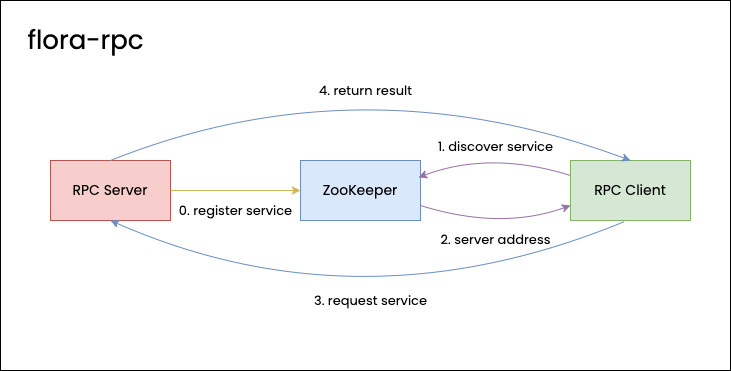 flora-rpc
4. return result
1. discover service
RPC Server
ZooKeeper
RPC Client
0. register service
2. server address
3. request service